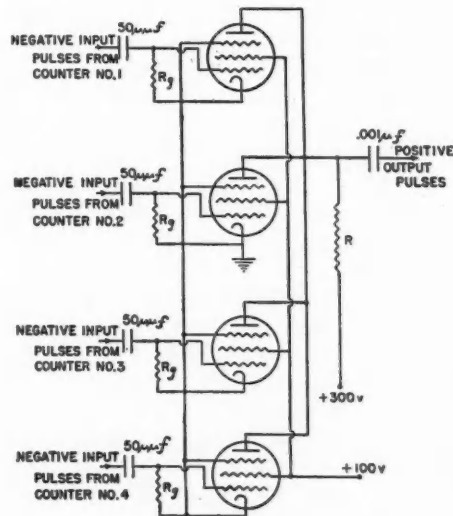 50μμf
NEGATIVE INPUT
PULSES FROM
COUNTER NO.1
Rg
.001μf
POSITIVE
OUTPUT
PULSES
50μμf
NEGATIVE INPUT
PULSES FROM
COUNTER NO.2
Rg
R
50μμf
NEGATIVE INPUT
PULSES FROM
COUNTER NO.3
Rg
+300v
50μμf
NEGATIVE INPUT
PULSES FROM
COUNTER NO.4
Rg
+100v